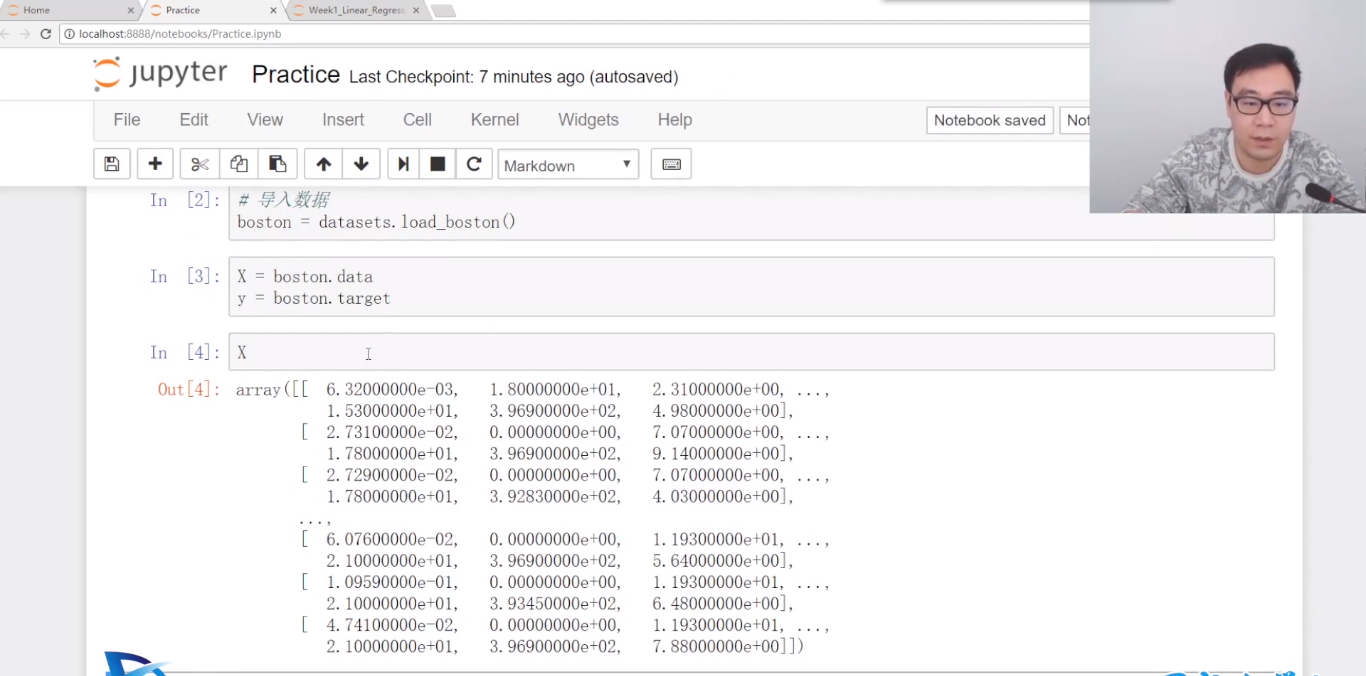 Home
Practice
Week1_Linear_Regres
localhost:8888/notebooks/Practice.ipynb
jupyter Practice Last Checkpoint: 7 minutes ago (autosaved)
File Edit View Insert Cell Kernel Widgets Help
Notebook saved
Not
Markdown
In [2]: # 导入数据
boston = datasets.load_boston()
In [3]: X = boston.data
y = boston.target
In [4]: X
Out[4]: array([[ 6.32000000e-03, 1.80000000e+01, 2.31000000e+00, ...,
1.53000000e+01, 3.96900000e+02, 4.98000000e+00],
[ 2.73100000e-02, 0.00000000e+00, 7.07000000e+00, ...,
1.78000000e+01, 3.96900000e+02, 9.14000000e+00],
[ 2.72900000e-02, 0.00000000e+00, 7.07000000e+00, ...,
1.78000000e+01, 3.92830000e+02, 4.03000000e+00],
...,
[ 6.07600000e-02, 0.00000000e+00, 1.19300000e+01, ...,
2.10000000e+01, 3.96900000e+02, 5.64000000e+00],
[ 1.09590000e-01, 0.00000000e+00, 1.19300000e+01, ...,
2.10000000e+01, 3.93450000e+02, 6.48000000e+00],
[ 4.74100000e-02, 0.00000000e+00, 1.19300000e+01, ...,
2.10000000e+01, 3.96900000e+02, 7.88000000e+00]])